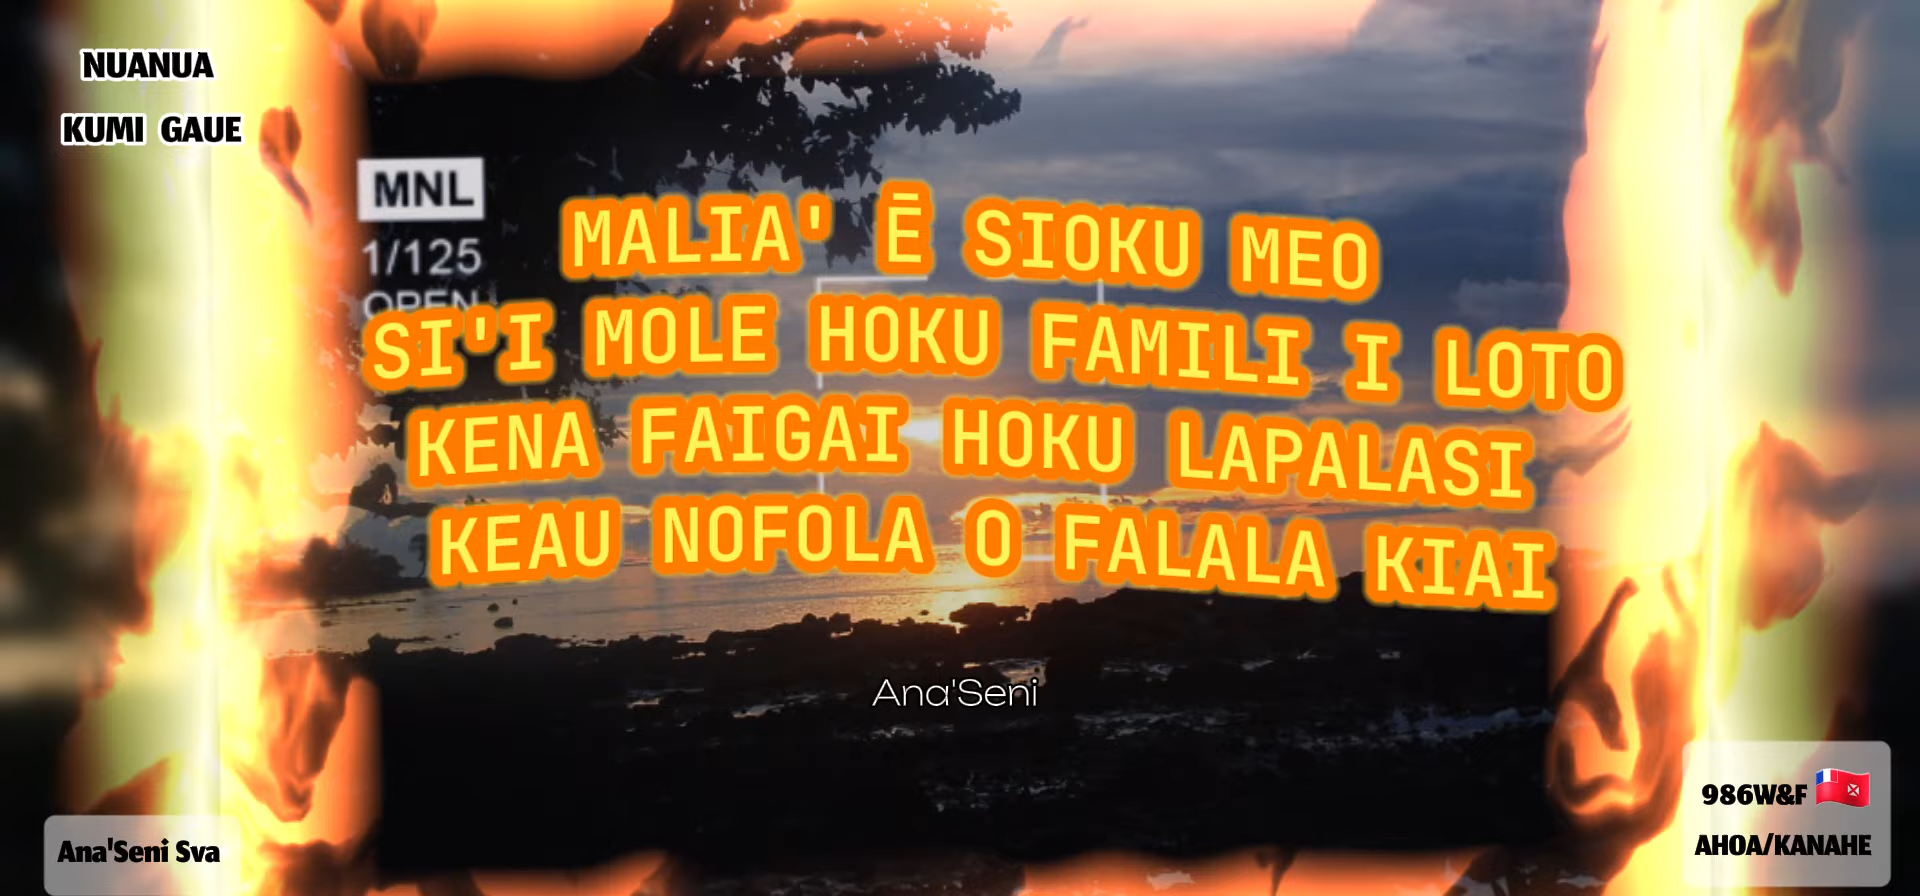 NUANUA
KUMI GAUE
MNL
1/125
OPEN
MALIA' Ē SIOKU MEO
SI'I MOLE HOKU FAMILI I LOTO
KENA FAIGAI HOKU LAPALASI
KEAU NOFOLA O FALALA KIAI
Ana'Seni
Ana'Seni Sva
986W&F
AHOA/KANAHE